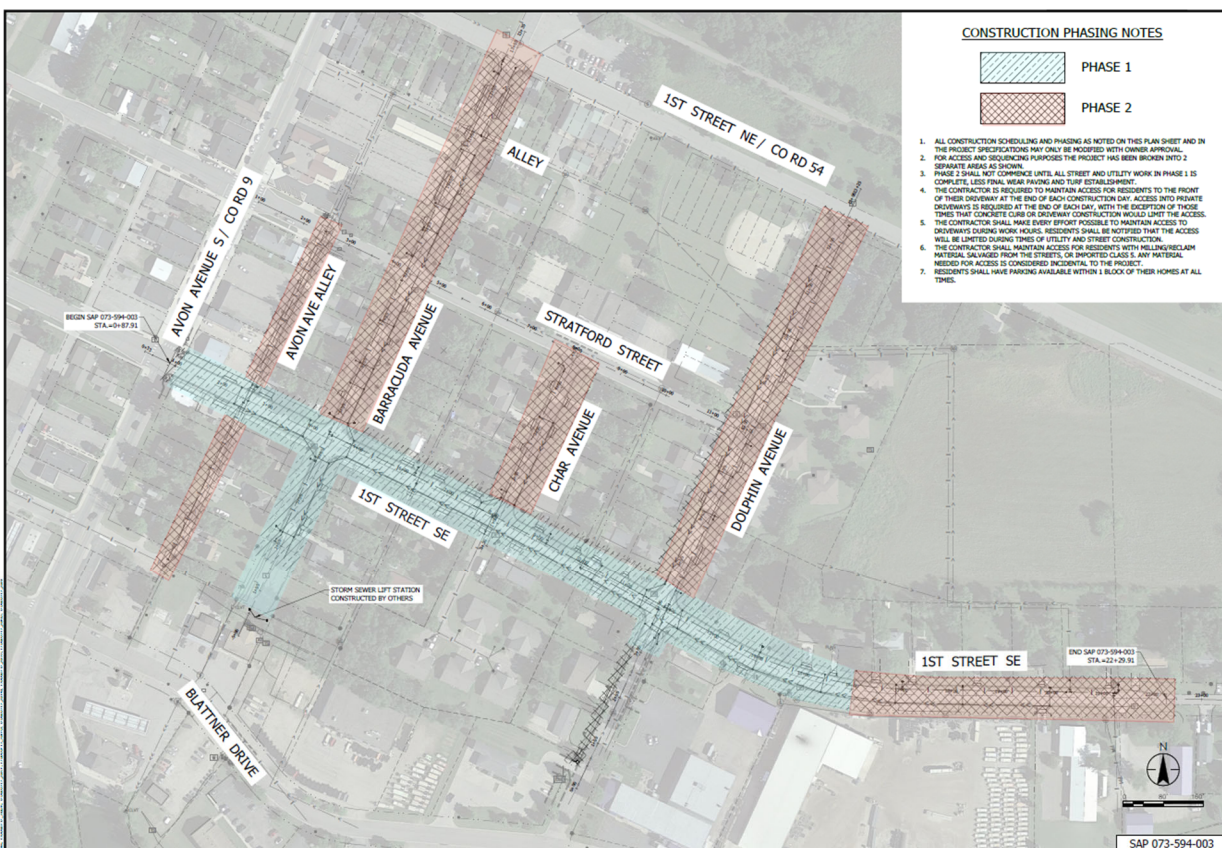 CONSTRUCTION PHASING NOTES
PHASE 1
PHASE 2
1. ALL CONSTRUCTION SCHEDULING AND PHASING AS NOTED ON THIS PLAN SHEET AND IN
THE PROJECT SPECIFICATIONS MAY ONLY BE MODIFIED WITH OWNER APPROVAL.
2. FOR ACCESS AND SEQUENCING PURPOSES THE PROJECT HAS BEEN BROKEN INTO 2
SEPARATE AREAS AS SHOWN.
3. PHASE 2 SHALL NOT COMMENCE UNTIL ALL STREET AND UTILITY WORK IN PHASE 1 IS
COMPLETE, LESS FINAL WEAR PAVING AND TURF ESTABLISHMENT.
4. THE CONTRACTOR IS REQUIRED TO MAINTAIN ACCESS FOR RESIDENTS TO THE FRONT
OF THEIR DRIVEWAY AT THE END OF EACH CONSTRUCTION DAY. ACCESS INTO PRIVATE
DRIVEWAYS IS REQUIRED AT THE END OF EACH DAY, WITH THE EXCEPTION OF THOSE
TIMES THAT CONCRETE CURB OR DRIVEWAY CONSTRUCTION WOULD LIMIT THE ACCESS.
5. THE CONTRACTOR SHALL MAKE EVERY EFFORT POSSIBLE TO MAINTAIN ACCESS TO
DRIVEWAYS DURING WORK HOURS. RESIDENTS SHALL BE NOTIFIED THAT THE ACCESS
WILL BE LIMITED DURING TIMES OF UTILITY AND STREET CONSTRUCTION.
6. THE CONTRACTOR SHALL MAINTAIN ACCESS FOR RESIDENTS WITH MILLING/RECLAIM
MATERIAL SALVAGED FROM THE STREETS, OR IMPORTED CLASS 5. ANY MATERIAL
NEEDED FOR ACCESS IS CONSIDERED INCIDENTAL TO THE PROJECT.
7. RESIDENTS SHALL HAVE PARKING AVAILABLE WITHIN 1 BLOCK OF THEIR HOMES AT ALL
TIMES.
1ST STREET NE / CO RD 54
ALLEY
AVON AVENUE S / CO RD 9
AVON AVE ALLEY
BARRACUDA AVENUE
STRATFORD STREET
CHAR AVENUE
DOLPHIN AVENUE
BEGIN SAP 073-594-003
STA.=0+87.91
1ST STREET SE
STORM SEWER LIFT STATION
CONSTRUCTED BY OTHERS
BLATTNER DRIVE
1ST STREET SE
END SAP 073-594-003
STA.=22+29.91
N
0 80' 160'
SAP 073-594-003